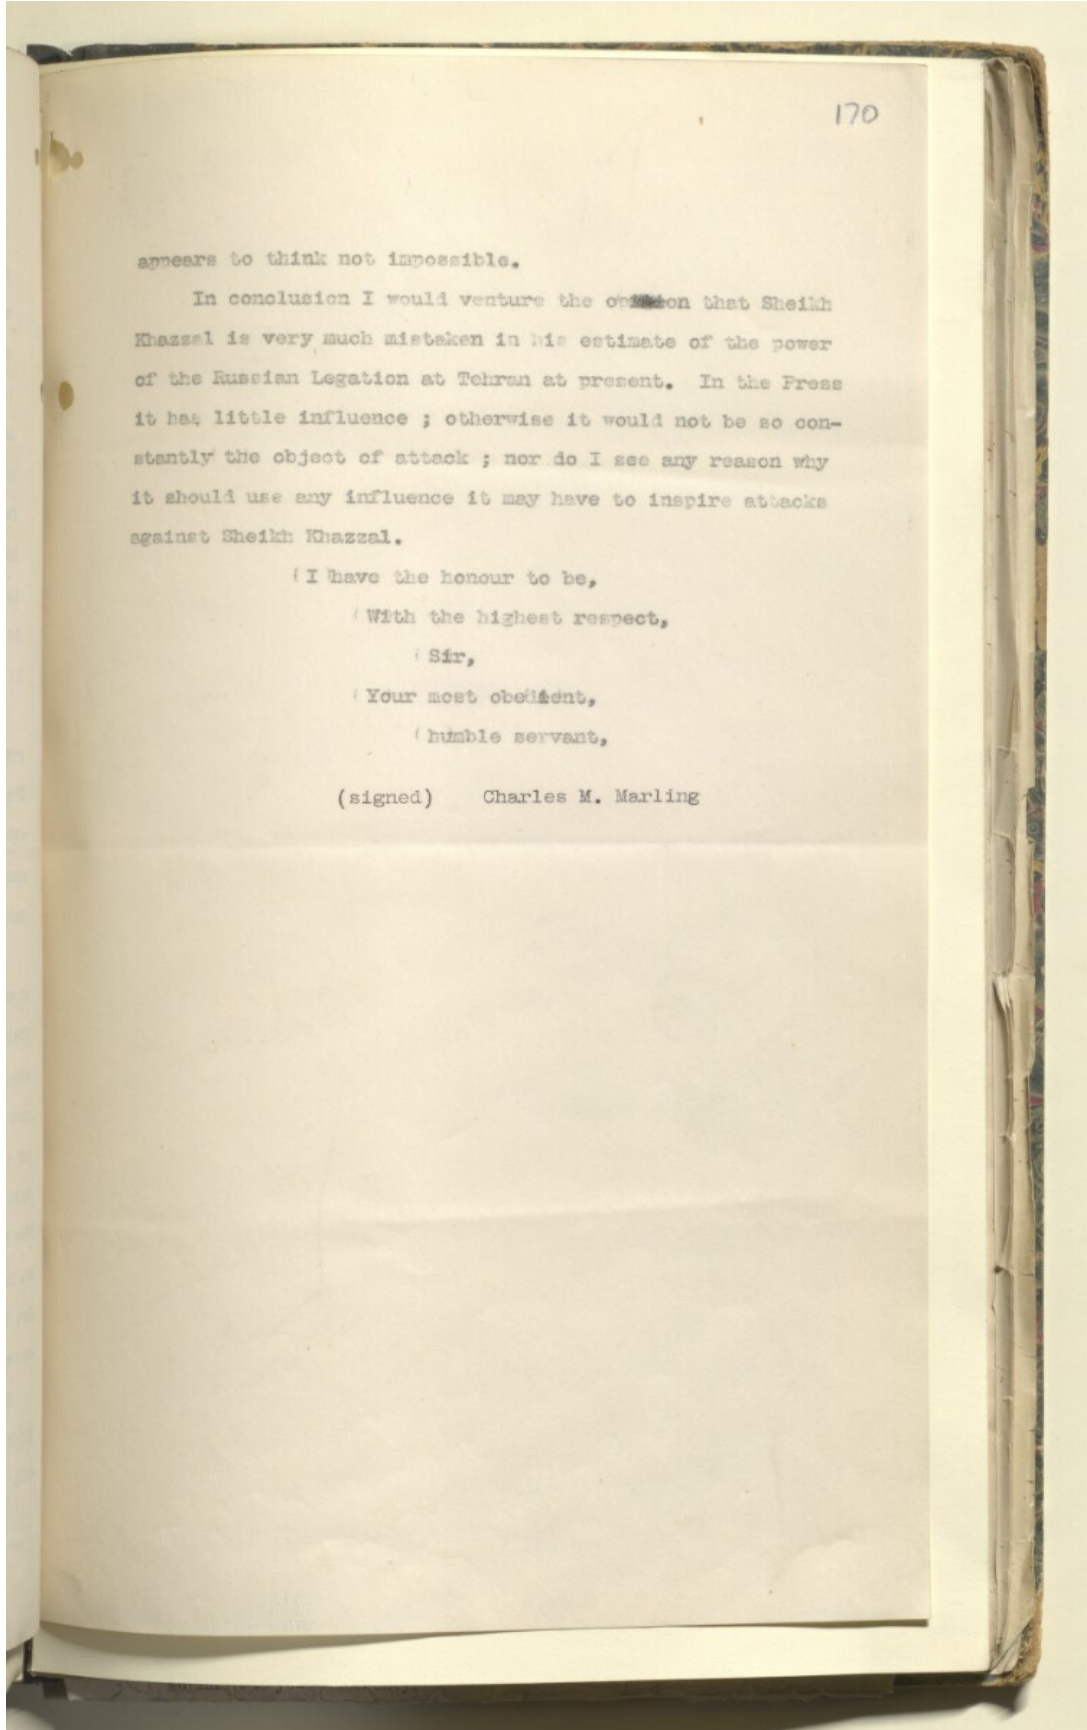 170
appears to think not impossible.
In conclusion I would venture the opinion that Sheikh
Khazzal is very much mistaken in his estimate of the power
of the Russian Legation at Tehran at present. In the Press
it has little influence ; otherwise it would not be so con-
stantly the object of attack ; nor do I see any reason why
it should use any influence it may have to inspire attacks
against Sheikh Khazzal.
(I have the honour to be,
(With the highest respect,
(Sir,
(Your most obedient,
(humble servant,
(signed) Charles M. Marling